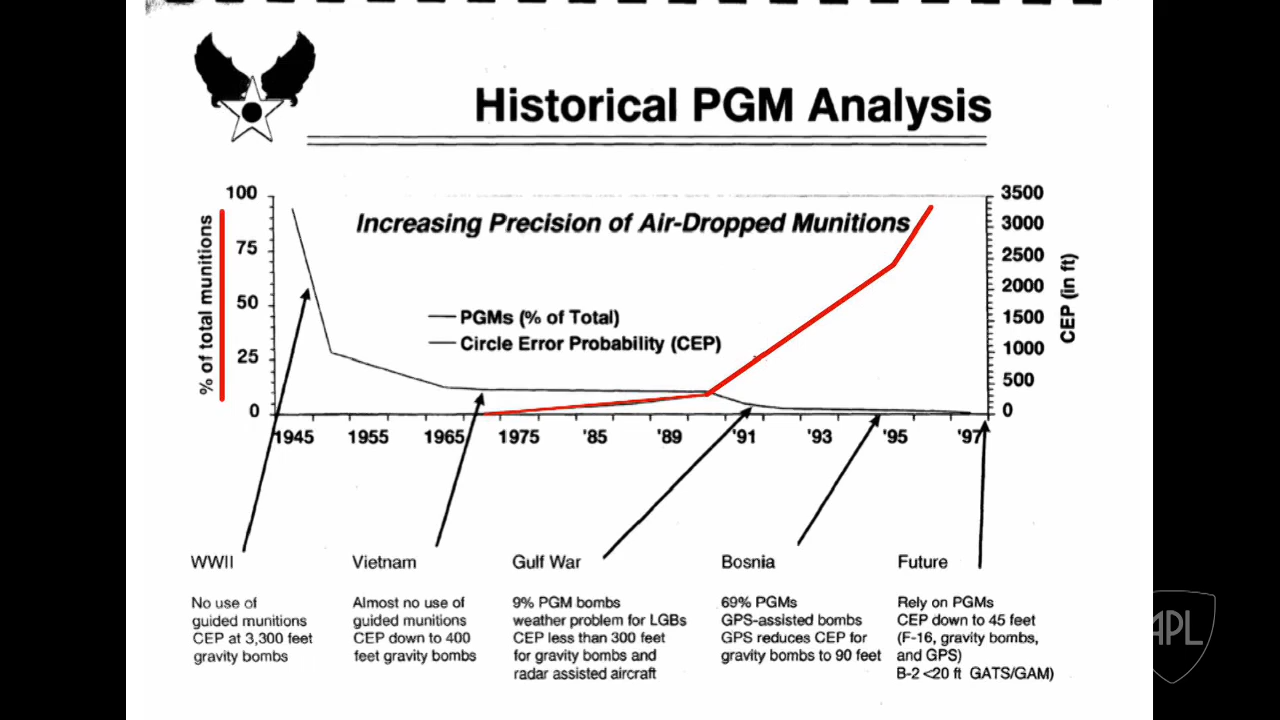 Historical PGM Analysis
Increasing Precision of Air-Dropped Munitions
% of total munitions
100
75
50
25
0
PGMs (% of Total)
Circle Error Probability (CEP)
3500
3000
2500
2000
1500
1000
500
0
CEP (in ft)
1945 1955 1965 1975 '85 '89 '91 '93 '95 '97
WWII
No use of
guided munitions
CEP at 3,300 feet
gravity bombs
Vietnam
Almost no use of
guided munitions
CEP down to 400
feet gravity bombs
Gulf War
9% PGM bombs
weather problem for LGBs
CEP less than 300 feet
for gravity bombs and
radar assisted aircraft
Bosnia
69% PGMs
GPS-assisted bombs
GPS reduces CEP for
gravity bombs to 90 feet
Future
Rely on PGMs
CEP down to 45 feet
(F-16, gravity bombs,
and GPS)
B-2 <20 ft GATS/GAM)
APL